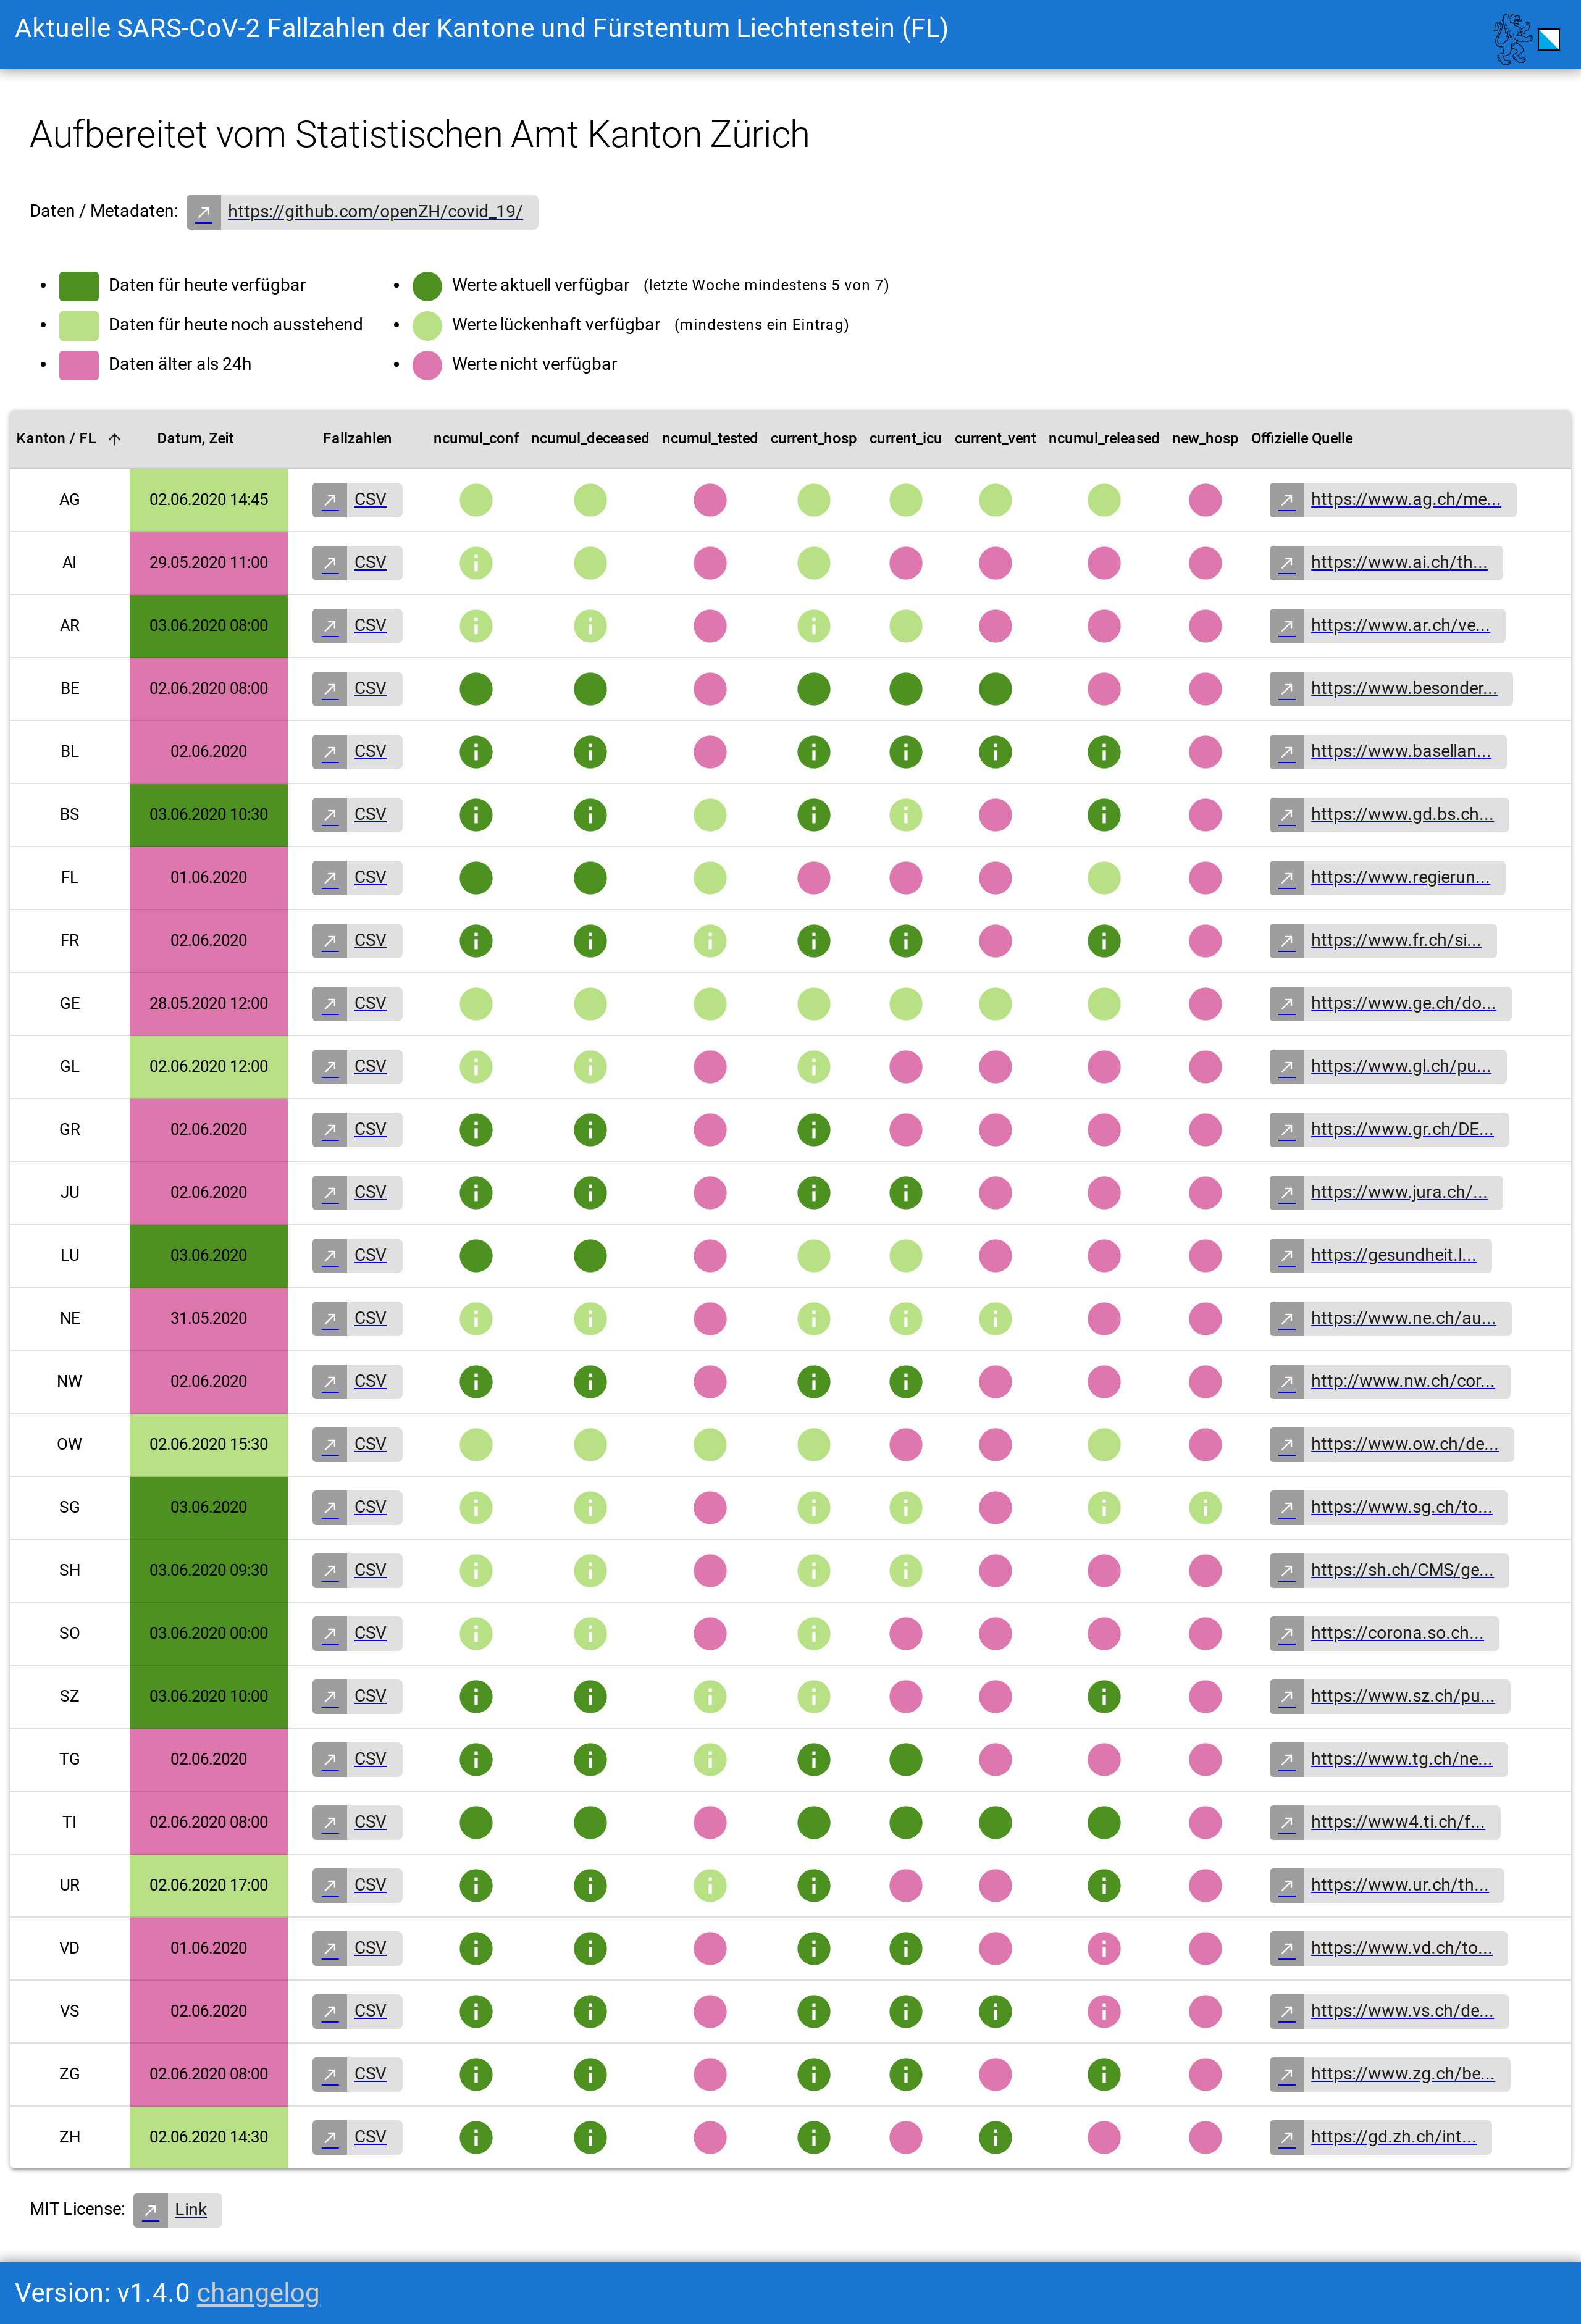 Aktuelle SARS-CoV-2 Fallzahlen der Kantone und Fürstentum Liechtenstein (FL)
Aufbereitet vom Statistischen Amt Kanton Zürich
Daten / Metadaten: https://github.com/openZH/covid_19/
Daten für heute verfügbar Werte aktuell verfügbar (letzte Woche mindestens 5 von 7)
Daten für heute noch ausstehend Werte lückenhaft verfügbar (mindestens ein Eintrag)
Daten älter als 24h Werte nicht verfügbar
Kanton / FL Datum, Zeit Fallzahlen ncumul_conf ncumul_deceased ncumul_tested current_hosp current_icu current_vent ncumul_released new_hosp Offizielle Quelle
AG 02.06.2020 14:45 CSV https://www.ag.ch/me...
AI 29.05.2020 11:00 CSV https://www.ai.ch/th...
AR 03.06.2020 08:00 CSV https://www.ar.ch/ve...
BE 02.06.2020 08:00 CSV https://www.besonder...
BL 02.06.2020 CSV https://www.basellan...
BS 03.06.2020 10:30 CSV https://www.gd.bs.ch...
FL 01.06.2020 CSV https://www.regierun...
FR 02.06.2020 CSV https://www.fr.ch/si...
GE 28.05.2020 12:00 CSV https://www.ge.ch/do...
GL 02.06.2020 12:00 CSV https://www.gl.ch/pu...
GR 02.06.2020 CSV https://www.gr.ch/DE...
JU 02.06.2020 CSV https://www.jura.ch/...
LU 03.06.2020 CSV https://gesundheit.l...
NE 31.05.2020 CSV https://www.ne.ch/au...
NW 02.06.2020 CSV http://www.nw.ch/cor...
OW 02.06.2020 15:30 CSV https://www.ow.ch/de...
SG 03.06.2020 CSV https://www.sg.ch/to...
SH 03.06.2020 09:30 CSV https://sh.ch/CMS/ge...
SO 03.06.2020 00:00 CSV https://corona.so.ch...
SZ 03.06.2020 10:00 CSV https://www.sz.ch/pu...
TG 02.06.2020 CSV https://www.tg.ch/ne...
TI 02.06.2020 08:00 CSV https://www4.ti.ch/f...
UR 02.06.2020 17:00 CSV https://www.ur.ch/th...
VD 01.06.2020 CSV https://www.vd.ch/to...
VS 02.06.2020 CSV https://www.vs.ch/de...
ZG 02.06.2020 08:00 CSV https://www.zg.ch/be...
ZH 02.06.2020 14:30 CSV https://gd.zh.ch/int...
MIT License: Link
Version: v1.4.0 changelog